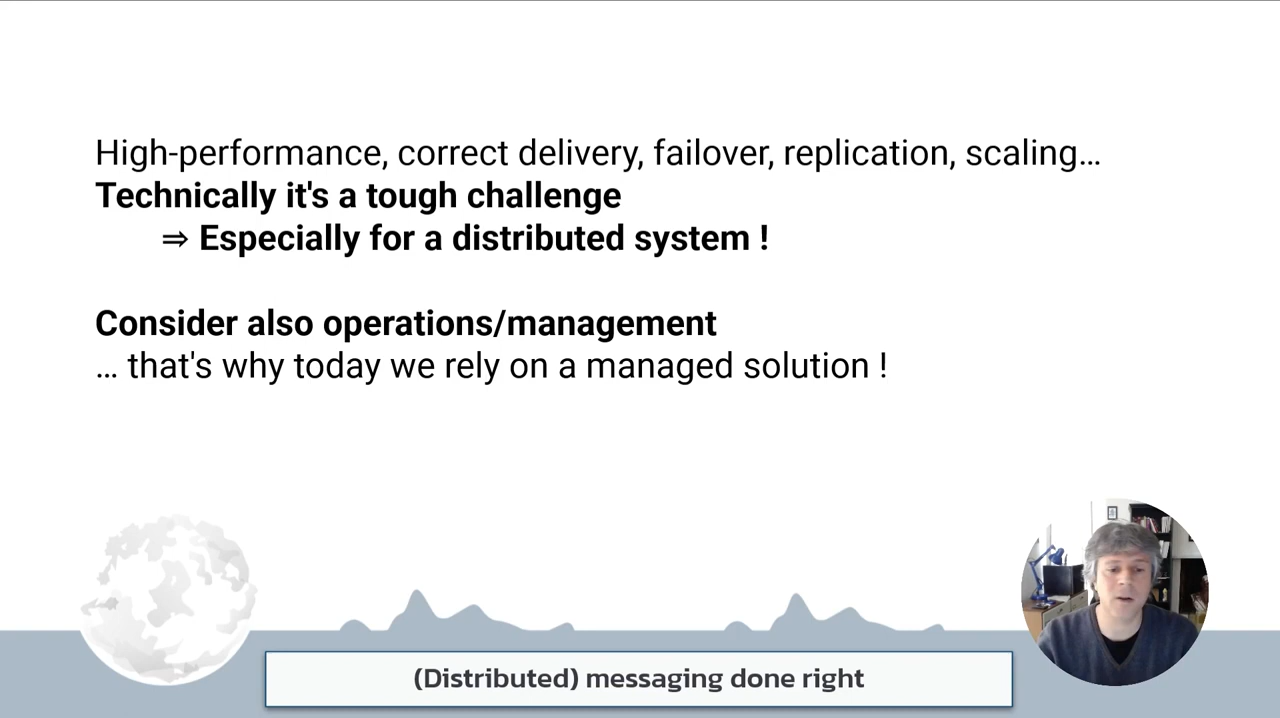 High-performance, correct delivery, failover, replication, scaling…
Technically it's a tough challenge
⇒ Especially for a distributed system !
Consider also operations/management
… that's why today we rely on a managed solution !
(Distributed) messaging done right